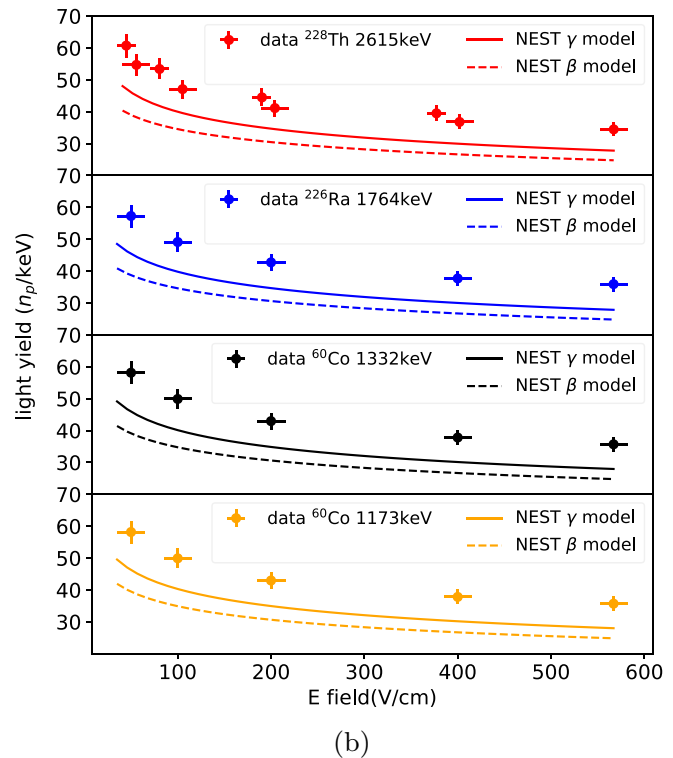 70
60
50
40
30
data ²²⁸Th 2615keV
NEST γ model
NEST β model
70
60
50
40
30
data ²²⁶Ra 1764keV
NEST γ model
NEST β model
70
60
50
40
30
data ⁶⁰Co 1332keV
NEST γ model
NEST β model
70
60
50
40
30
data ⁶⁰Co 1173keV
NEST γ model
NEST β model
light yield (nₚ/keV)
100 200 300 400 500 600
E field(V/cm)
(b)